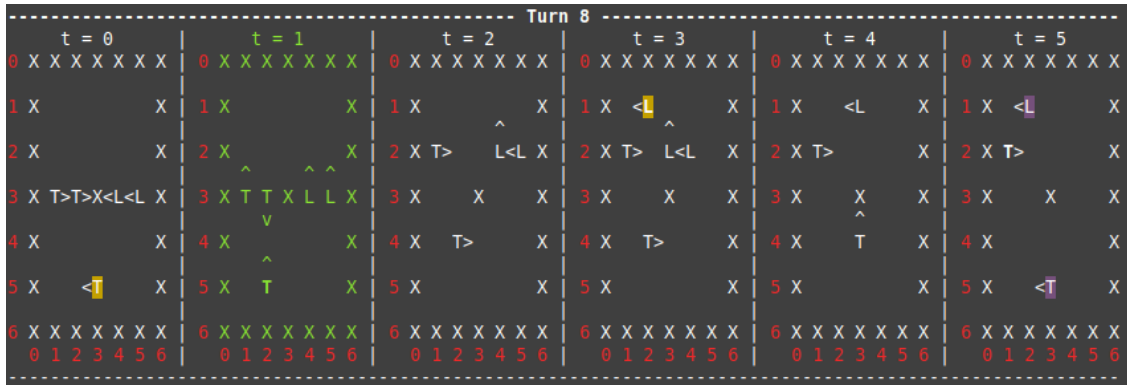 ------------------------------------------------ Turn 8 -------------------------------------------------
t = 0 | t = 1 | t = 2 | t = 3 | t = 4 | t = 5
0 X X X X X X X | 0 X X X X X X X | 0 X X X X X X X | 0 X X X X X X X | 0 X X X X X X X | 0 X X X X X X X
| | | | |
1 X           X | 1 X           X | 1 X           X | 1 X  <L       X | 1 X    <L     X | 1 X  <L       X
| | ^ | ^ | |
2 X           X | 2 X           X | 2 X T>    L<L X | 2 X T>  L<L   X | 2 X T>        X | 2 X T>        X
| ^     ^ ^ | | | |
3 X T>T>X<L<L X | 3 X T T X L L X | 3 X     X     X | 3 X     X     X | 3 X     X     X | 3 X     X     X
| v | | | ^ |
4 X           X | 4 X           X | 4 X   T>      X | 4 X   T>      X | 4 X     T     X | 4 X           X
| ^ | | | |
5 X    <T     X | 5 X   T       X | 5 X           X | 5 X           X | 5 X           X | 5 X    <T     X
| | | | |
6 X X X X X X X | 6 X X X X X X X | 6 X X X X X X X | 6 X X X X X X X | 6 X X X X X X X | 6 X X X X X X X
0 1 2 3 4 5 6 | 0 1 2 3 4 5 6 | 0 1 2 3 4 5 6 | 0 1 2 3 4 5 6 | 0 1 2 3 4 5 6 | 0 1 2 3 4 5 6
---------------------------------------------------------------------------------------------------------